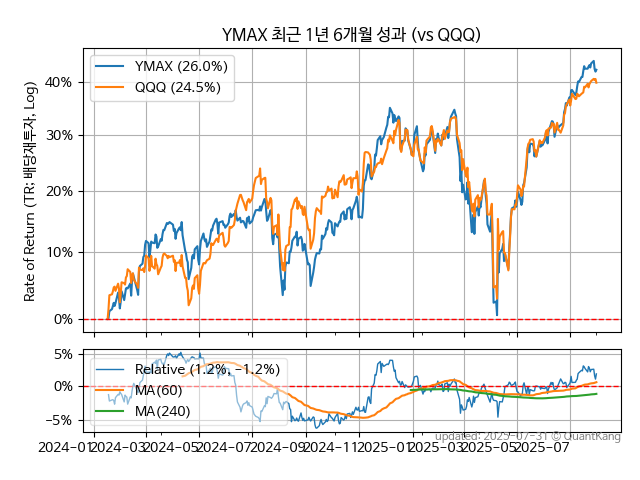 YMAX 최근 1년 6개월 성과 (vs QQQ)
YMAX (26.0%)
QQQ (24.5%)
Rate of Return (TR: 배당재투자, Log)
40%
30%
20%
10%
0%
Relative (1.2%, −1.2%)
MA(60)
MA(240)
5%
0%
−5%
updated: 2025-07-31 © QuantKang
2024-01
2024-03
2024-05
2024-07
2024-09
2024-11
2025-01
2025-03
2025-05
2025-07